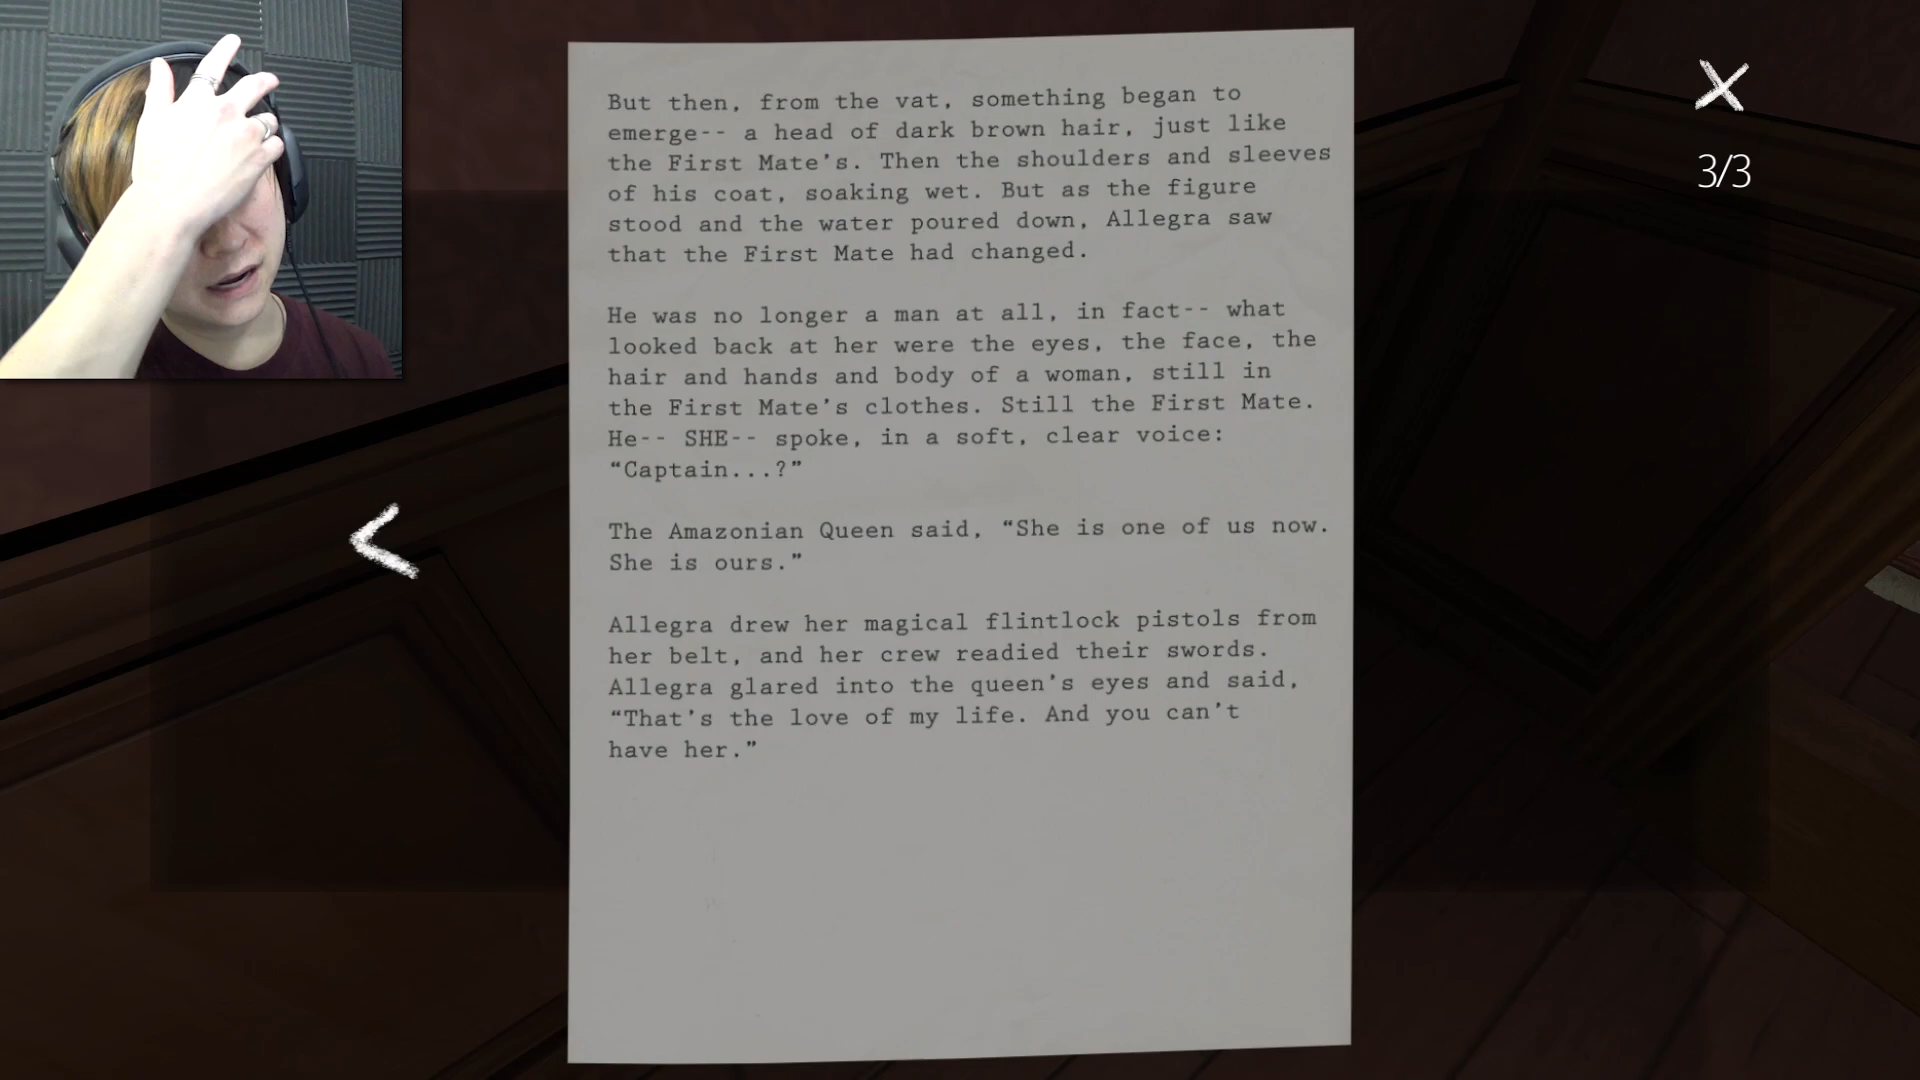 But then, from the vat, something began to
emerge-- a head of dark brown hair, just like
the First Mate's. Then the shoulders and sleeves
of his coat, soaking wet. But as the figure
stood and the water poured down, Allegra saw
that the First Mate had changed.
He was no longer a man at all, in fact-- what
looked back at her were the eyes, the face, the
hair and hands and body of a woman, still in
the First Mate's clothes. Still the First Mate.
He-- SHE-- spoke, in a soft, clear voice:
“Captain...?”
The Amazonian Queen said, “She is one of us now.
She is ours.”
Allegra drew her magical flintlock pistols from
her belt, and her crew readied their swords.
Allegra glared into the queen's eyes and said,
“That's the love of my life. And you can't
have her.”
3/3